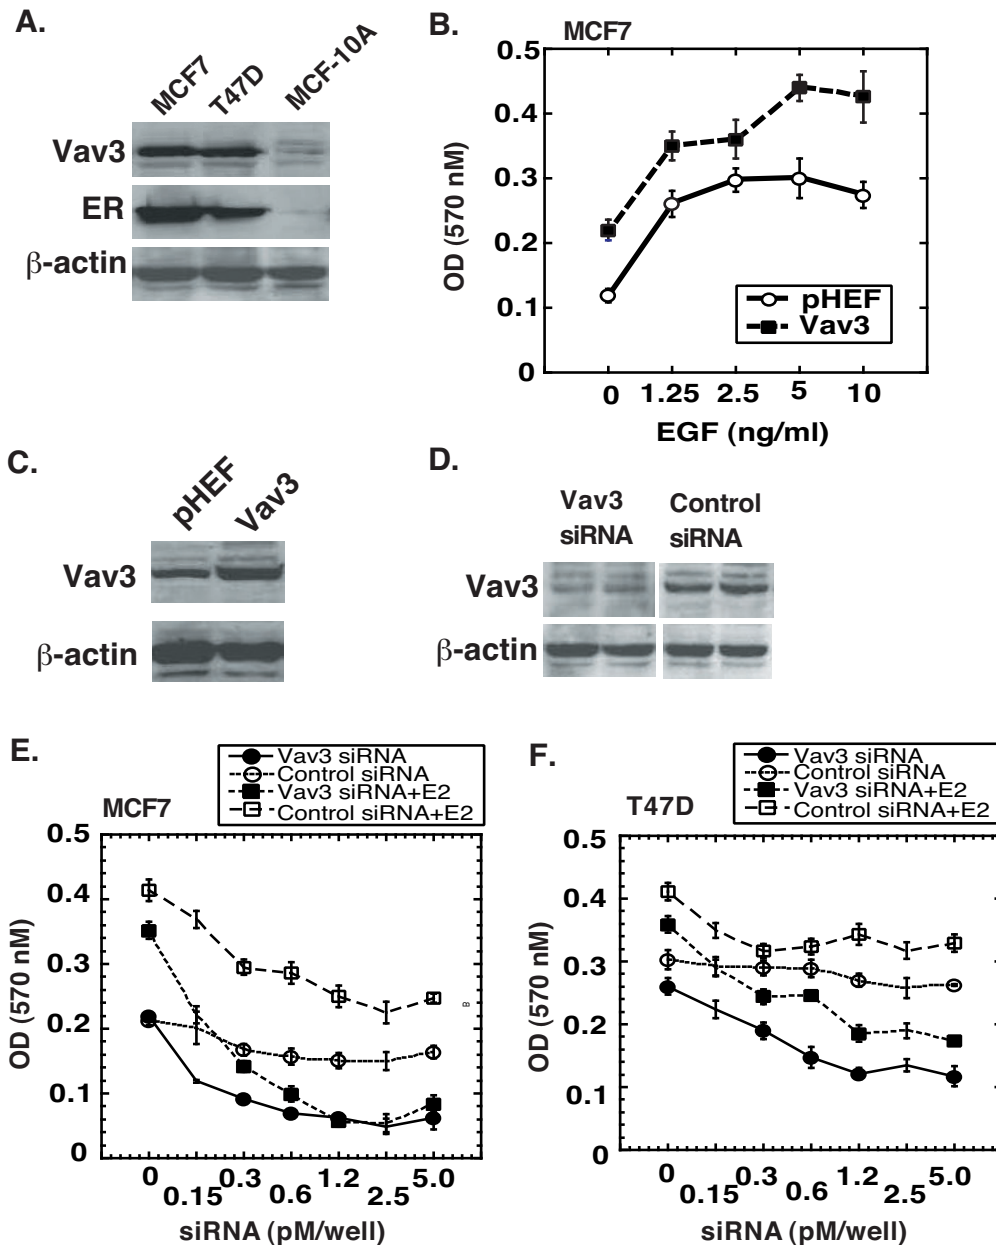 A.
MCF7 T47D MCF-10A
Vav3
ER
β-actin
B.
MCF7
0.5
0.4
0.3
0.2
0.1
0
OD (570 nM)
pHEF
Vav3
0 1.25 2.5 5 10
EGF (ng/ml)
C.
pHEF Vav3
Vav3
β-actin
D.
Vav3 siRNA
Control siRNA
Vav3
β-actin
E.
Vav3 siRNA
Control siRNA
Vav3 siRNA+E2
Control siRNA+E2
MCF7
0.5
0.4
0.3
0.2
0.1
0
OD (570 nM)
0 0.15 0.3 0.6 1.2 2.5 5.0
siRNA (pM/well)
F.
Vav3 siRNA
Control siRNA
Vav3 siRNA+E2
Control siRNA+E2
T47D
0.5
0.4
0.3
0.2
0.1
0
OD (570 nM)
0 0.15 0.3 0.6 1.2 2.5 5.0
siRNA (pM/well)